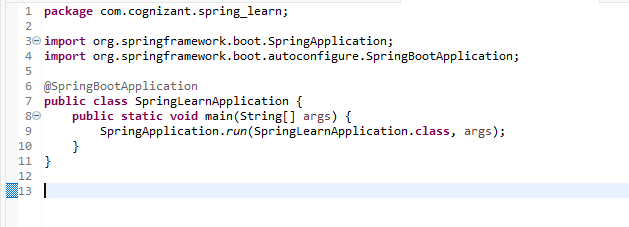 1 package com.cognizant.spring_learn;
2
3 import org.springframework.boot.SpringApplication;
4 import org.springframework.boot.autoconfigure.SpringBootApplication;
5
6 @SpringBootApplication
7 public class SpringLearnApplication {
8     public static void main(String[] args) {
9         SpringApplication.run(SpringLearnApplication.class, args);
10     }
11 }
12
13